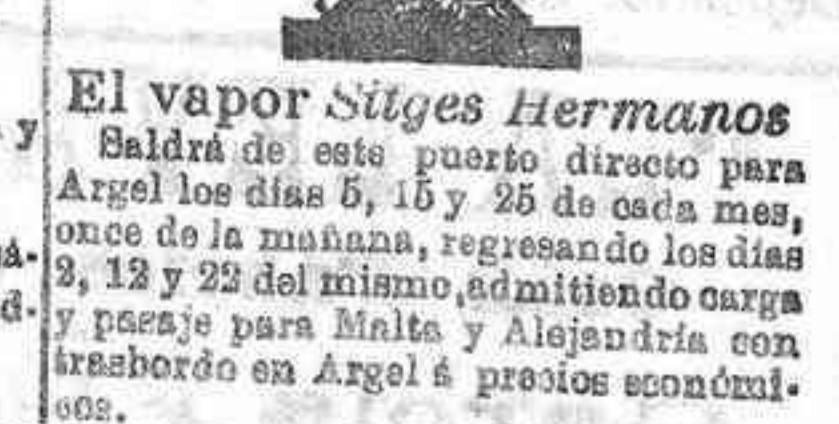 El vapor Sitges Hermanos
y
Saldrá de este puerto directo para
Argel los días 5, 15 y 25 de cada mes,
once de la mañana, regresando los días
2, 12 y 22 del mismo, admitiendo carga
y pasaje para Malta y Alejandría con
trasbordo en Argel á precios económi-
cos.